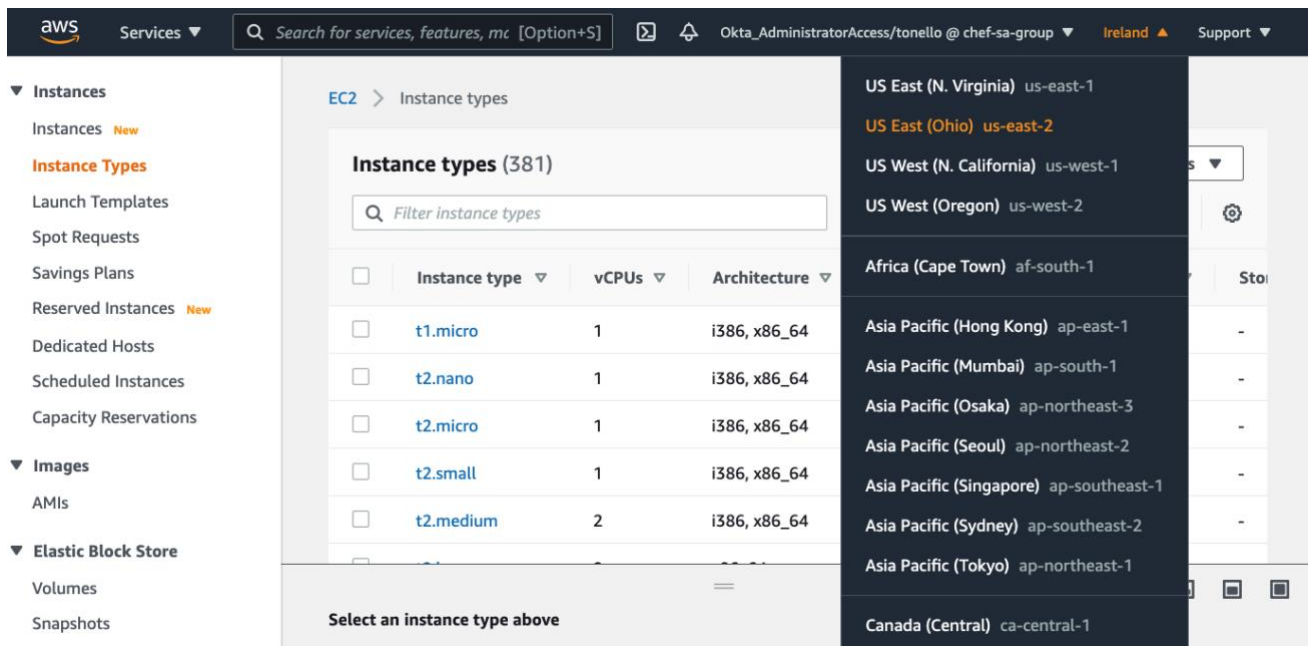 aws
Services ▼
Search for services, features, mc [Option+S]
Okta_AdministratorAccess/tonello @ chef-sa-group ▼
Ireland ▲
Support ▼
▼ Instances
Instances New
Instance Types
Launch Templates
Spot Requests
Savings Plans
Reserved Instances New
Dedicated Hosts
Scheduled Instances
Capacity Reservations
▼ Images
AMIs
▼ Elastic Block Store
Volumes
Snapshots
EC2 > Instance types
Instance types (381)
Filter instance types
Instance type vCPUs Architecture
t1.micro 1 i386, x86_64 -
t2.nano 1 i386, x86_64 -
t2.micro 1 i386, x86_64 -
t2.small 1 i386, x86_64 -
t2.medium 2 i386, x86_64 -
Select an instance type above
US East (N. Virginia) us-east-1
US East (Ohio) us-east-2
US West (N. California) us-west-1
US West (Oregon) us-west-2
Africa (Cape Town) af-south-1
Asia Pacific (Hong Kong) ap-east-1
Asia Pacific (Mumbai) ap-south-1
Asia Pacific (Osaka) ap-northeast-3
Asia Pacific (Seoul) ap-northeast-2
Asia Pacific (Singapore) ap-southeast-1
Asia Pacific (Sydney) ap-southeast-2
Asia Pacific (Tokyo) ap-northeast-1
Canada (Central) ca-central-1